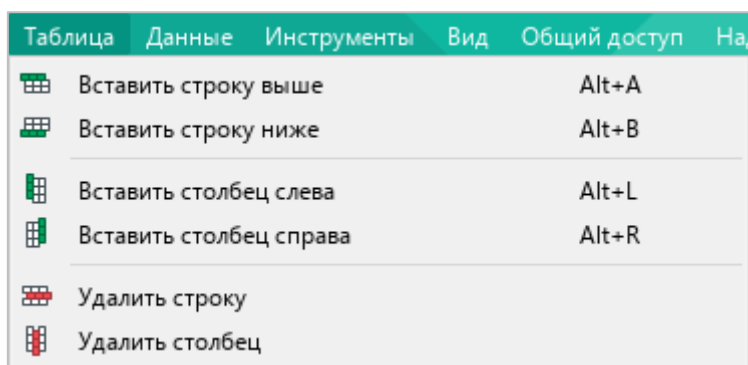 Таблица Данные Инструменты Вид Общий доступ
Вставить строку выше Alt+A
Вставить строку ниже Alt+B
Вставить столбец слева Alt+L
Вставить столбец справа Alt+R
Удалить строку
Удалить столбец